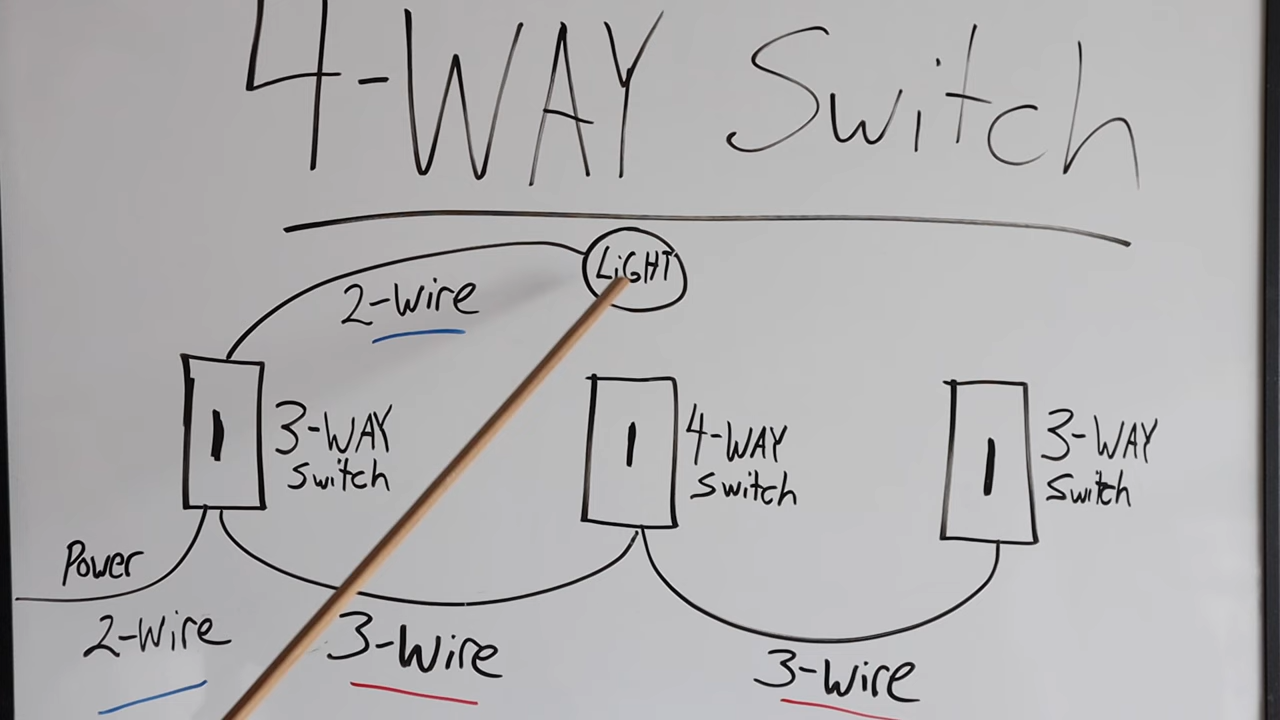 4-WAY Switch
LiGHT
2-wire
3-WAY
Switch
4-WAY
Switch
3-WAY
Switch
Power
2-Wire
3-Wire
3-Wire